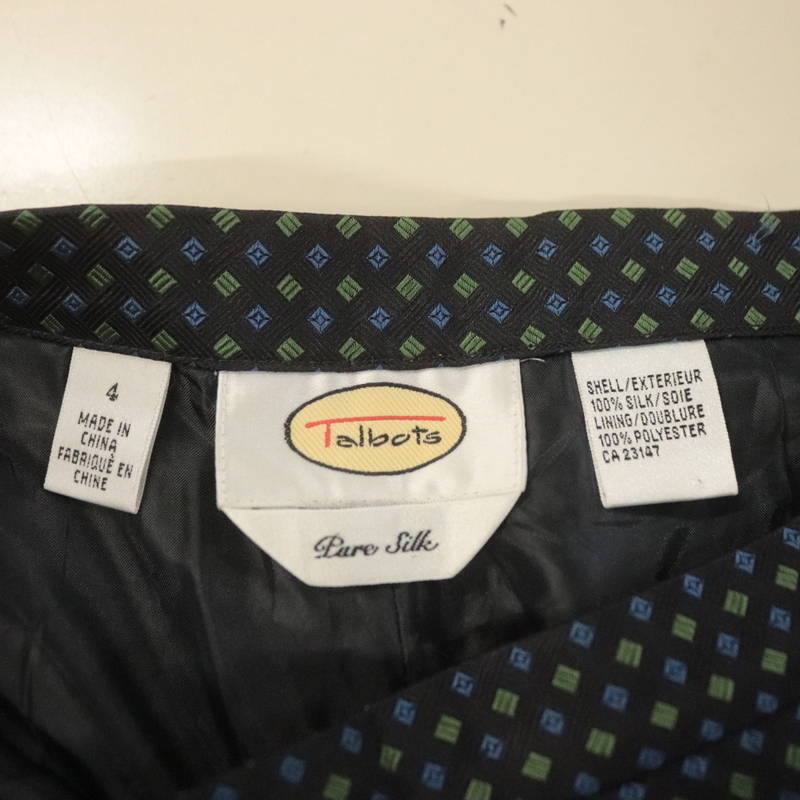 4
MADE IN
CHINA
FABRIQUÉ EN
CHINE
Talbots
Pure Silk
SHELL/EXTERIEUR
100% SILK/SOIE
LINING/DOUBLURE
100% POLYESTER
CA 23147